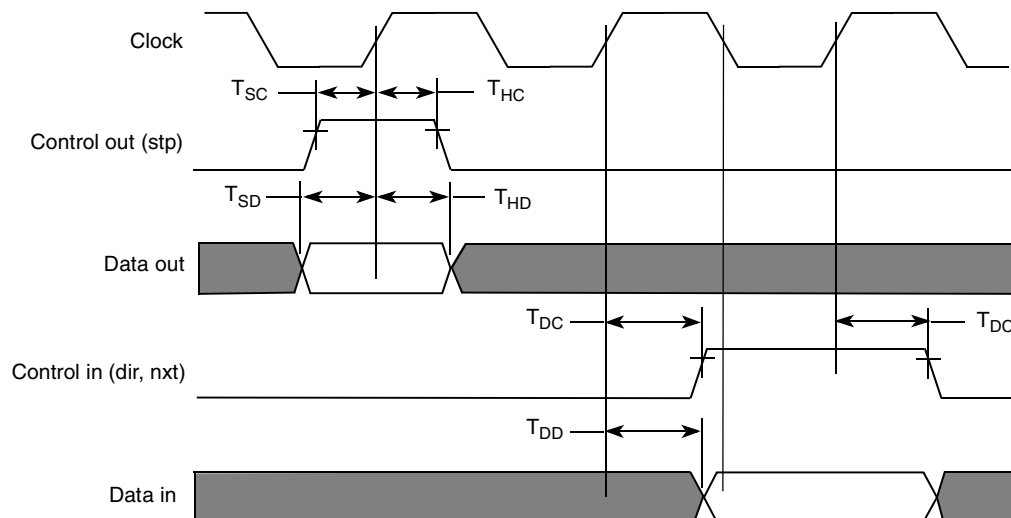 Clock
T_SC
T_HC
Control out (stp)
T_SD
T_HD
Data out
T_DC
T_DC
Control in (dir, nxt)
T_DD
Data in